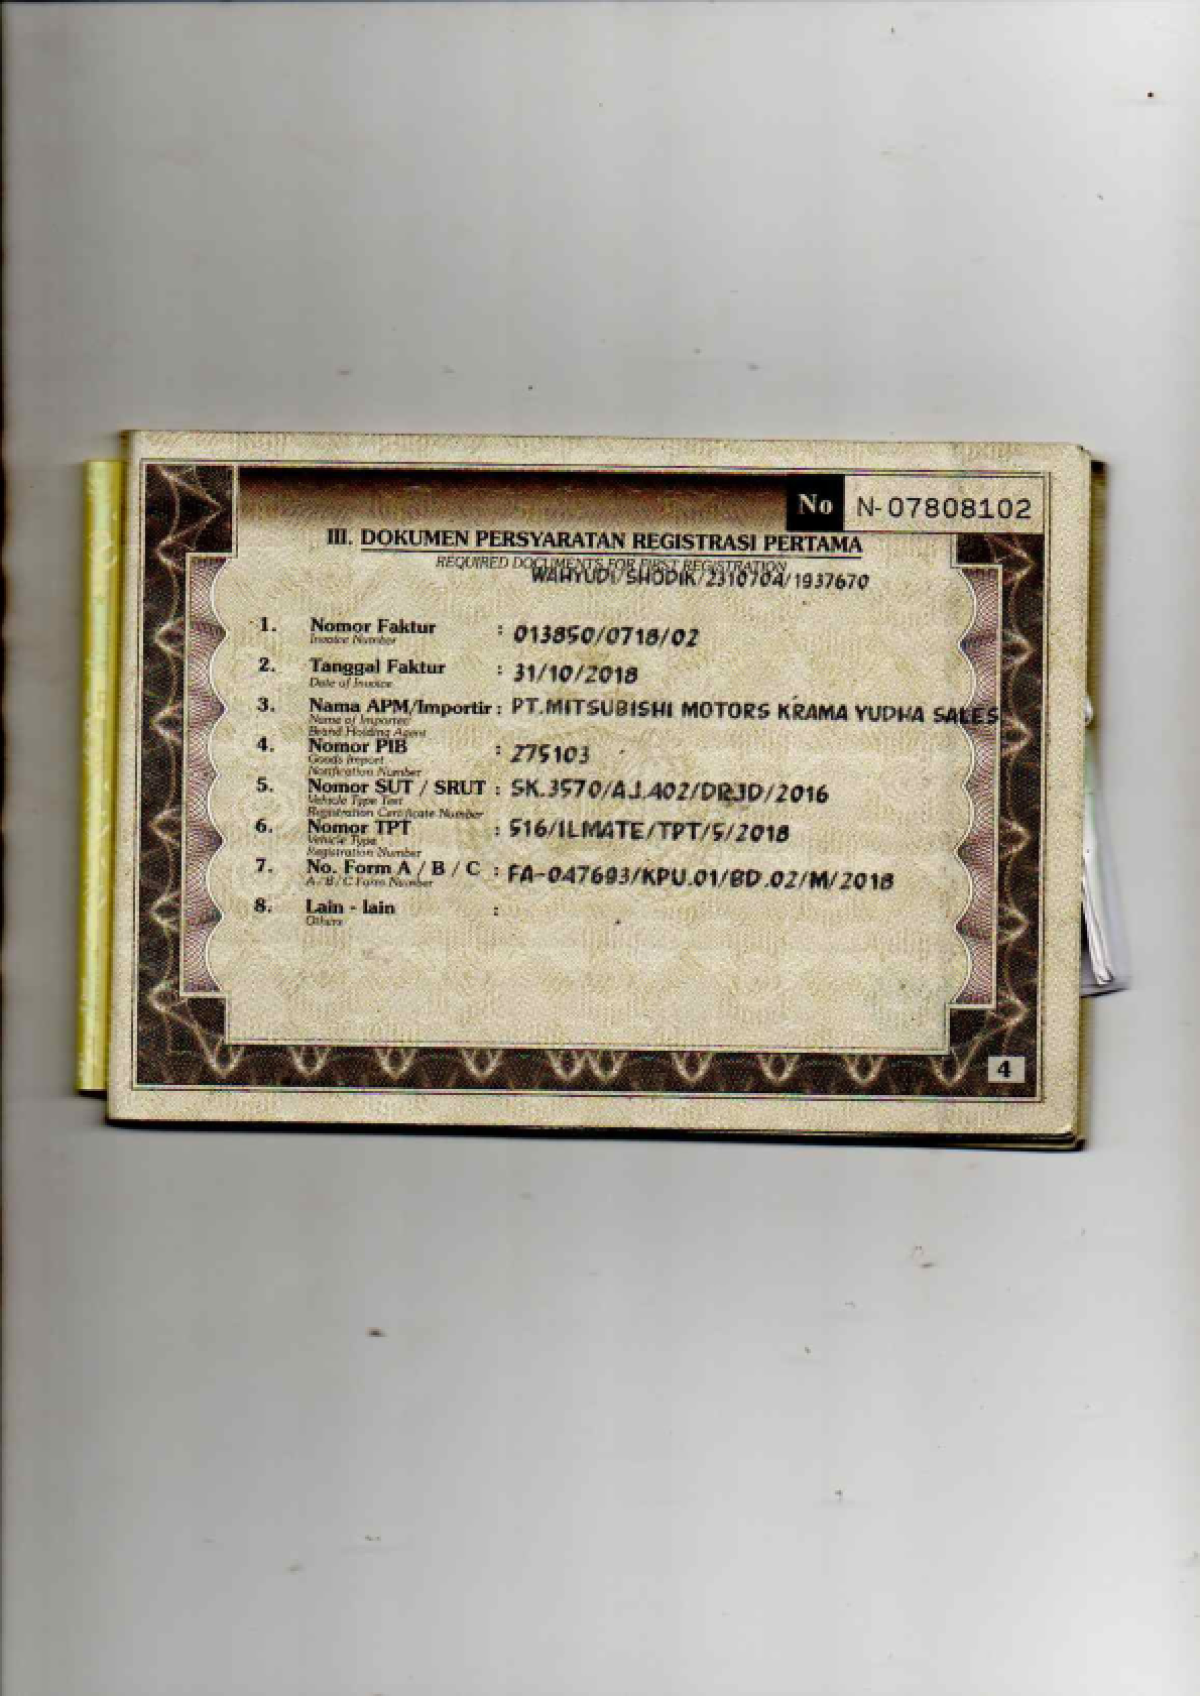 No N-07808102
III. DOKUMEN PERSYARATAN REGISTRASI PERTAMA
REQUIRED DOCUMENTS FOR FIRST REGISTRATION
WAHYUDI/SHODIK/2310704/1937670
1. Nomor Faktur : 013850/0718/02
Invoice Number
2. Tanggal Faktur : 31/10/2018
Date of Invoice
3. Nama APM/Importir : PT.MITSUBISHI MOTORS KRAMA YUDHA SALES
Name of Importer
Brand Holding Agent
4. Nomor PIB : 275103
Goods Import
Notification Number
5. Nomor SUT / SRUT : SK.3570/AJ.402/DRJD/2016
Vehicle Type Test
Registration Certificate Number
6. Nomor TPT : 516/ILMATE/TPT/5/2018
Vehicle Type
Registration Number
7. No. Form A / B / C : FA-047693/KPU.01/BD.02/M/2018
A / B / C Form Number
8. Lain - lain :
Others
4